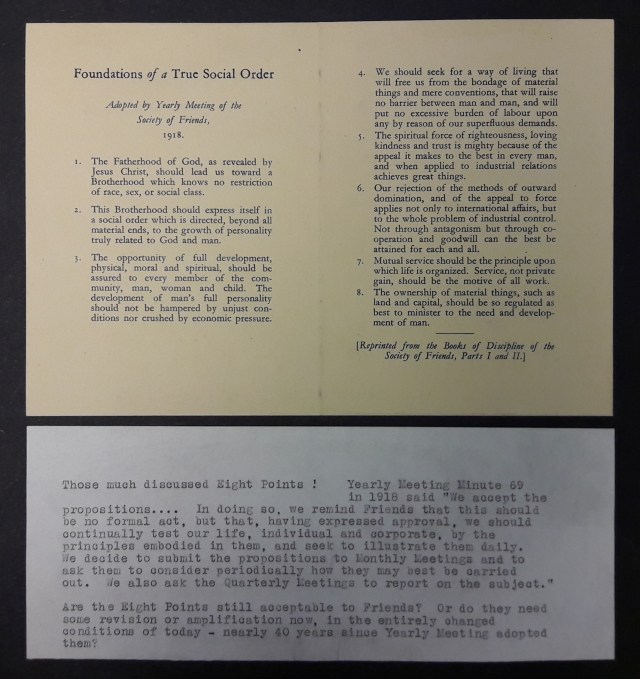 Foundations of a True Social Order
Adopted by Yearly Meeting of the
Society of Friends,
1918.
1. The Fatherhood of God, as revealed by
Jesus Christ, should lead us toward a
Brotherhood which knows no restriction
of race, sex, or social class.
2. This Brotherhood should express itself in
a social order which is directed, beyond all
material ends, to the growth of personality
truly related to God and man.
3. The opportunity of full development,
physical, moral and spiritual, should be
assured to every member of the com-
munity, man, woman and child. The
development of man's full personality
should not be hampered by unjust con-
ditions nor crushed by economic pressure.
4. We should seek for a way of living that
will free us from the bondage of material
things and mere conventions, that will raise
no barrier between man and man, and will
put no excessive burden of labour upon
any by reason of our superfluous demands.
5. The spiritual force of righteousness, loving
kindness and trust is mighty because of the
appeal it makes to the best in every man,
and when applied to industrial relations
achieves great things.
6. Our rejection of the methods of outward
domination, and of the appeal to force
applies not only to international affairs, but
to the whole problem of industrial control.
Not through antagonism but through co-
operation and goodwill can the best be
attained for each and all.
7. Mutual service should be the principle upon
which life is organized. Service, not private
gain, should be the motive of all work.
8. The ownership of material things, such as
land and capital, should be so regulated as
best to minister to the need and develop-
ment of man.
[Reprinted from the Books of Discipline of the
Society of Friends, Parts I and II.]
Those much discussed Eight Points ! Yearly Meeting Minute 69
in 1918 said "We accept the
propositions.... In doing so, we remind Friends that this should
be no formal act, but that, having expressed approval, we should
continually test our life, individual and corporate, by the
principles embodied in them, and seek to illustrate them daily.
We decide to submit the propositions to Monthly Meetings and to
ask them to consider periodically how they may best be carried
out. We also ask the Quarterly Meetings to report on the subject."
Are the Eight Points still acceptable to Friends? Or do they need
some revision or amplification now, in the entirely changed
conditions of today - nearly 40 years since Yearly Meeting adopted
them?